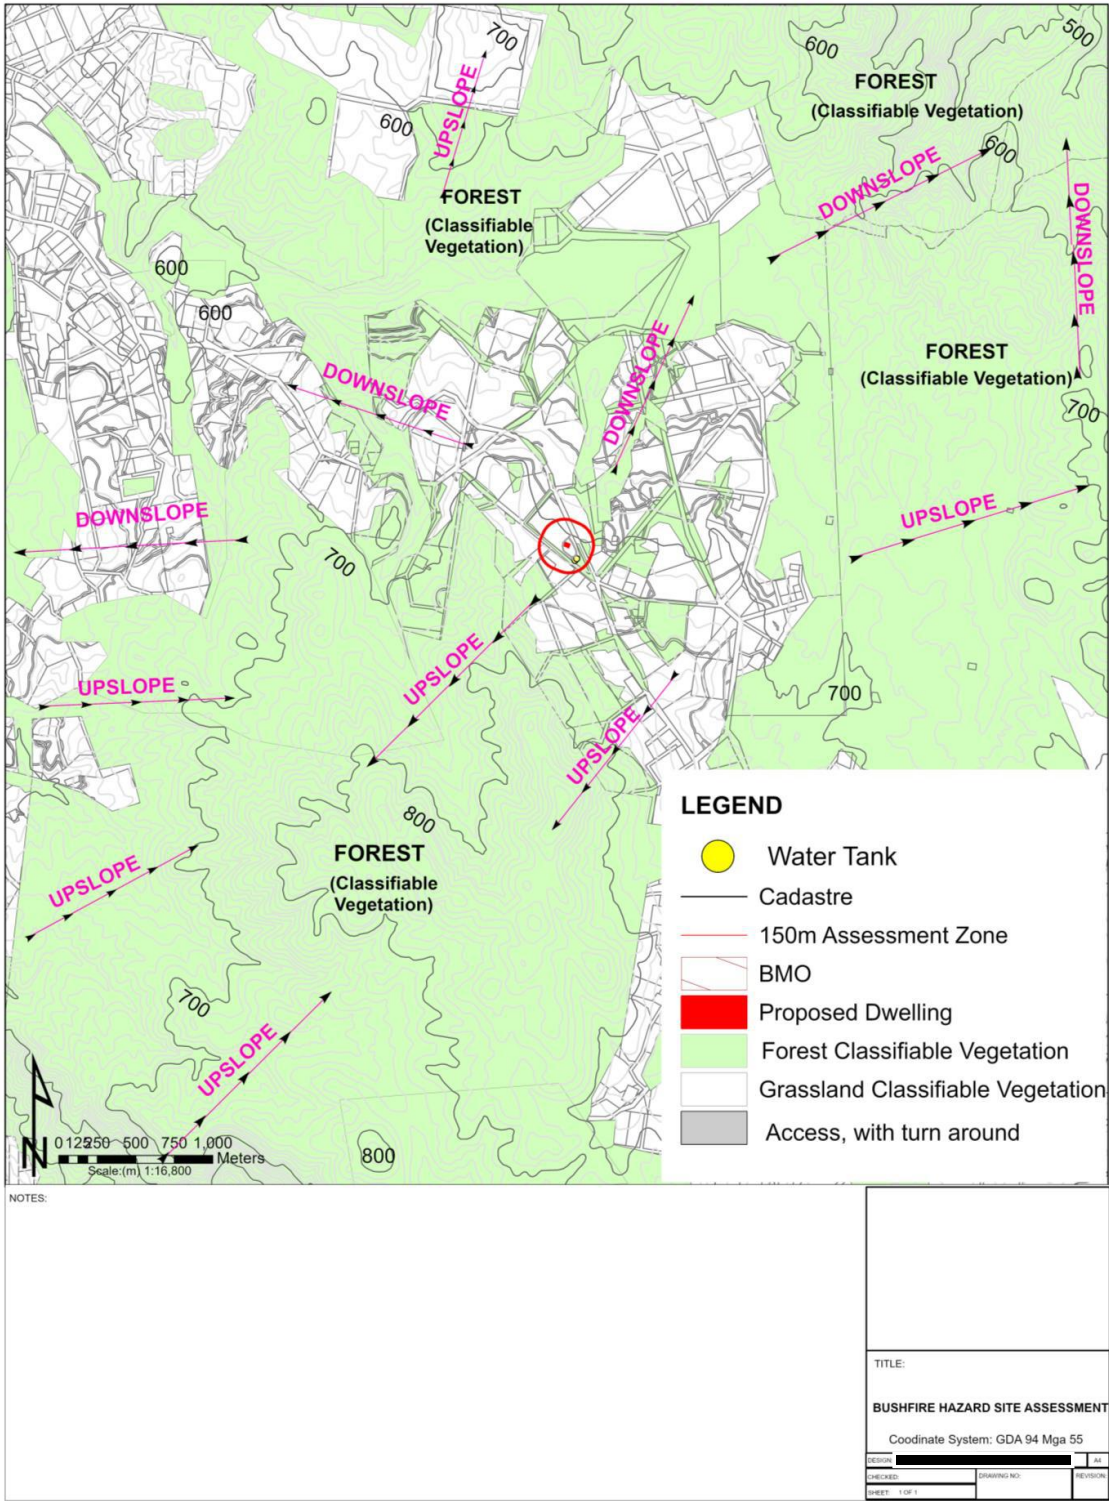 700
600
500
FOREST
(Classifiable Vegetation)
UPSLOPE
600
600
DOWNSLOPE
FOREST
(Classifiable
Vegetation)
DOWNSLOPE
600
600
DOWNSLOPE
FOREST
(Classifiable Vegetation)
DOWNSLOPE
700
UPSLOPE
DOWNSLOPE
700
UPSLOPE
UPSLOPE
700
UPSLOPE
800
FOREST
(Classifiable
Vegetation)
UPSLOPE
700
UPSLOPE
800
LEGEND
Water Tank
Cadastre
150m Assessment Zone
BMO
Proposed Dwelling
Forest Classifiable Vegetation
Grassland Classifiable Vegetation
Access, with turn around
N
0 125250 500 750 1,000
Meters
Scale:(m) 1:16,800
NOTES:
TITLE:
BUSHFIRE HAZARD SITE ASSESSMENT
Coodinate System: GDA 94 Mga 55
DESIGN: A4
CHECKED: DRAWING NO: REVISION:
SHEET: 1 OF 1